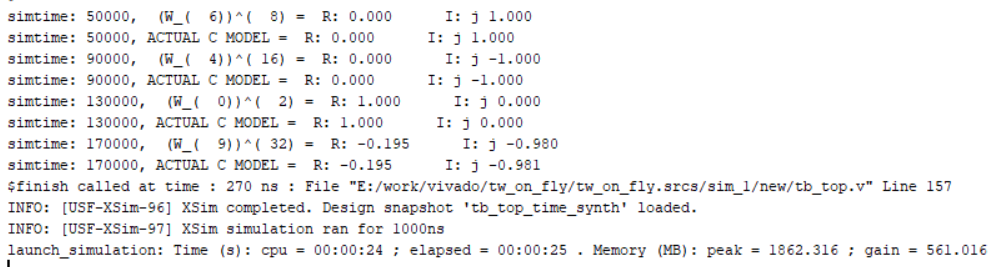 simtime: 50000,  (W_(  6))^(  8) =  R: 0.000      I: j 1.000
simtime: 50000, ACTUAL C MODEL =  R: 0.000      I: j 1.000
simtime: 90000,  (W_(  4))^( 16) =  R: 0.000      I: j -1.000
simtime: 90000, ACTUAL C MODEL =  R: 0.000      I: j -1.000
simtime: 130000,  (W_(  0))^(  2) =  R: 1.000      I: j 0.000
simtime: 130000, ACTUAL C MODEL =  R: 1.000      I: j 0.000
simtime: 170000,  (W_(  9))^( 32) =  R: -0.195      I: j -0.980
simtime: 170000, ACTUAL C MODEL =  R: -0.195      I: j -0.981
$finish called at time : 270 ns : File "E:/work/vivado/tw_on_fly/tw_on_fly.srcs/sim_1/new/tb_top.v" Line 157
INFO: [USF-XSim-96] XSim completed. Design snapshot 'tb_top_time_synth' loaded.
INFO: [USF-XSim-97] XSim simulation ran for 1000ns
launch_simulation: Time (s): cpu = 00:00:24 ; elapsed = 00:00:25 . Memory (MB): peak = 1862.316 ; gain = 561.016